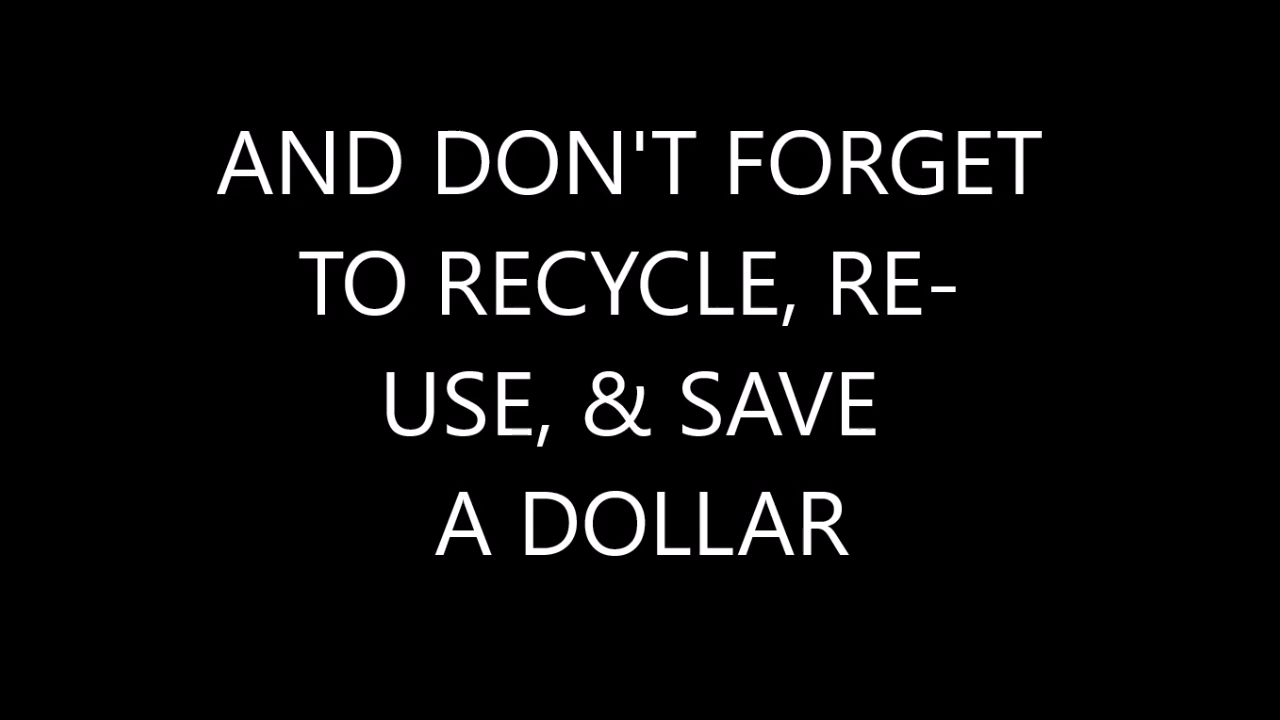 AND DON'T FORGET
TO RECYCLE, RE-
USE, & SAVE
A DOLLAR